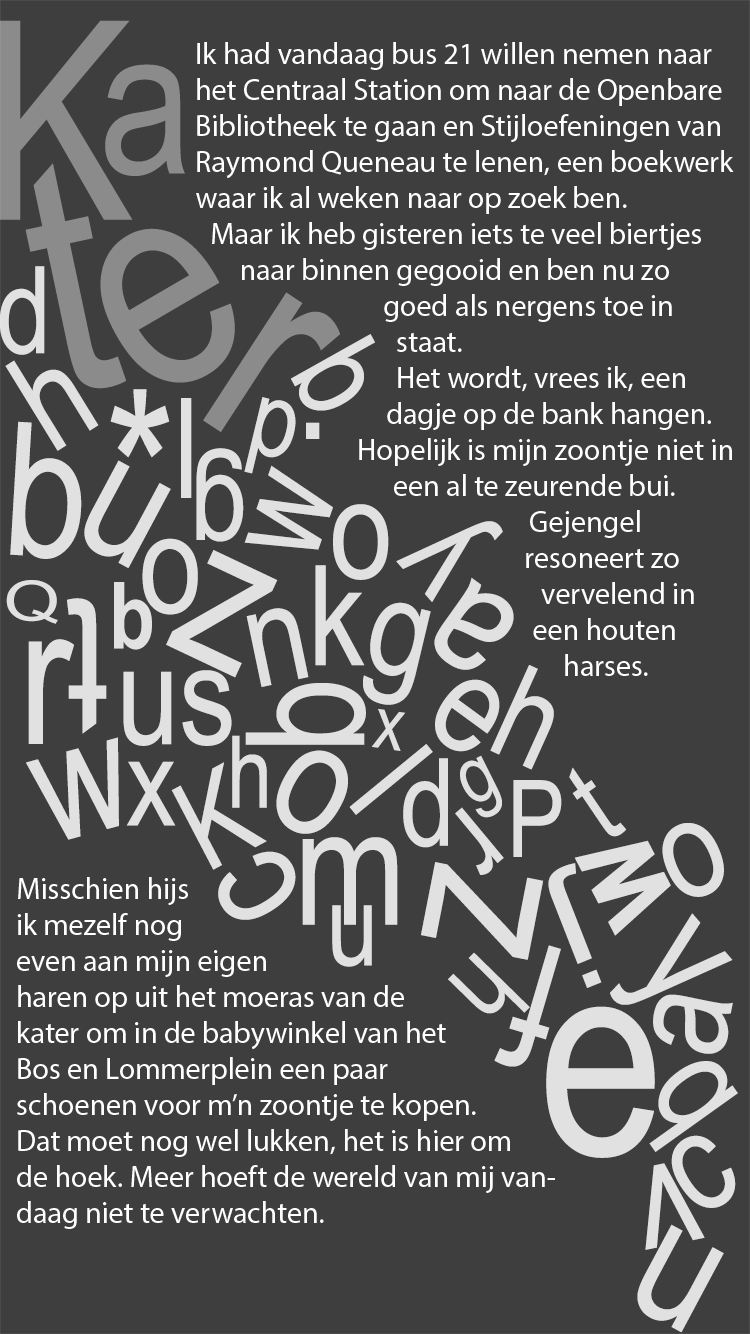 Kater
Ik had vandaag bus 21 willen nemen naar
het Centraal Station om naar de Openbare
Bibliotheek te gaan en Stijloefeningen van
Raymond Queneau te lenen, een boekwerk
waar ik al weken naar op zoek ben.
Maar ik heb gisteren iets te veel biertjes
naar binnen gegooid en ben nu zo
goed als nergens toe in
staat.
Het wordt, vrees ik, een
dagje op de bank hangen.
Hopelijk is mijn zoontje niet in
een al te zeurende bui.
Gejengel
resoneert zo
vervelend in
een houten
harses.
Misschien hijs
ik mezelf nog
even aan mijn eigen
haren op uit het moeras van de
kater om in de babywinkel van het
Bos en Lommerplein een paar
schoenen voor m’n zoontje te kopen.
Dat moet nog wel lukken, het is hier om
de hoek. Meer hoeft de wereld van mij van-
daag niet te verwachten.